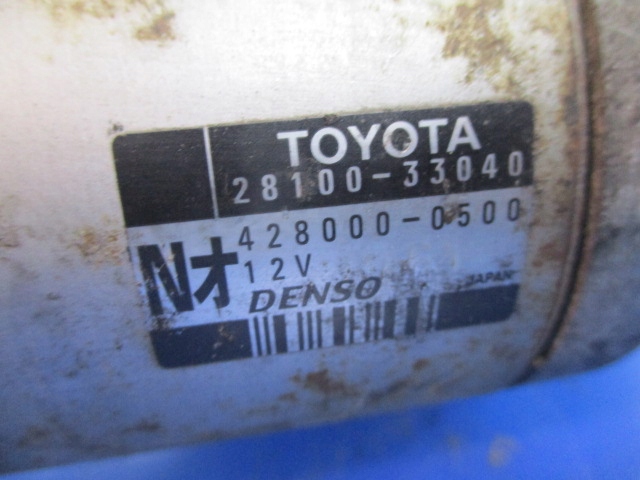 TOYOTA
28100-33040
428000-0500
Nオ
12V
DENSO
JAPAN